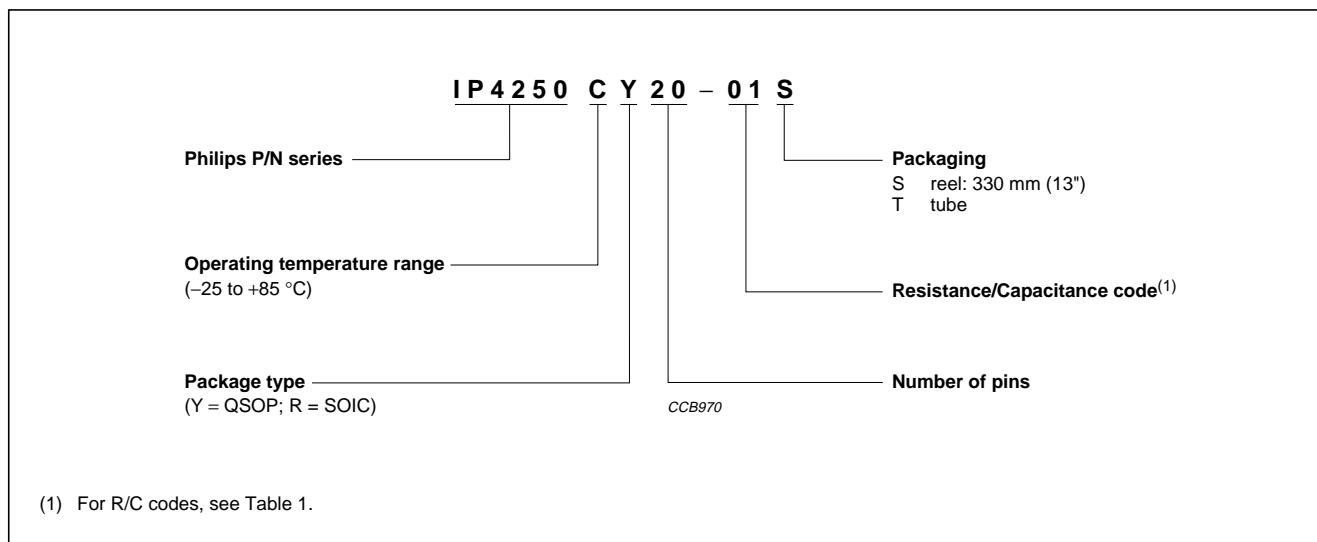 IP4250 C Y 20 – 01 S
Philips P/N series
Packaging
S reel: 330 mm (13")
T tube
Operating temperature range
(−25 to +85 °C)
Resistance/Capacitance code(1)
Package type
(Y = QSOP; R = SOIC)
Number of pins
CCB970
(1) For R/C codes, see Table 1.